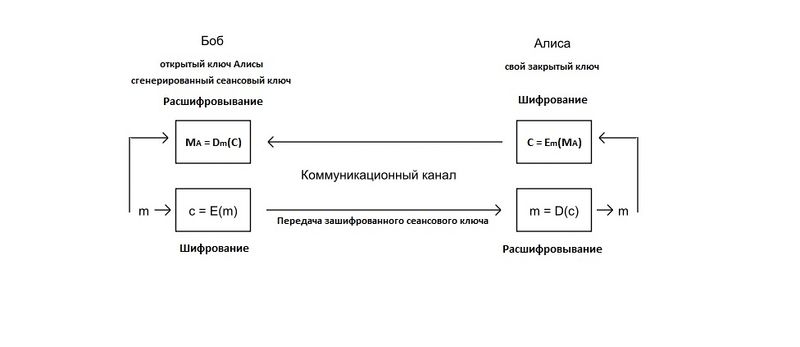 Боб
Алиса
открытый ключ Алисы
сгенерированный сеансовый ключ
свой закрытый ключ
Расшифровывание
Шифрование
MA = Dm(C)
C = Em(MA)
Коммуникационный канал
m
c = E(m)
Передача зашифрованного сеансового ключа
m = D(c)
m
Шифрование
Расшифровывание